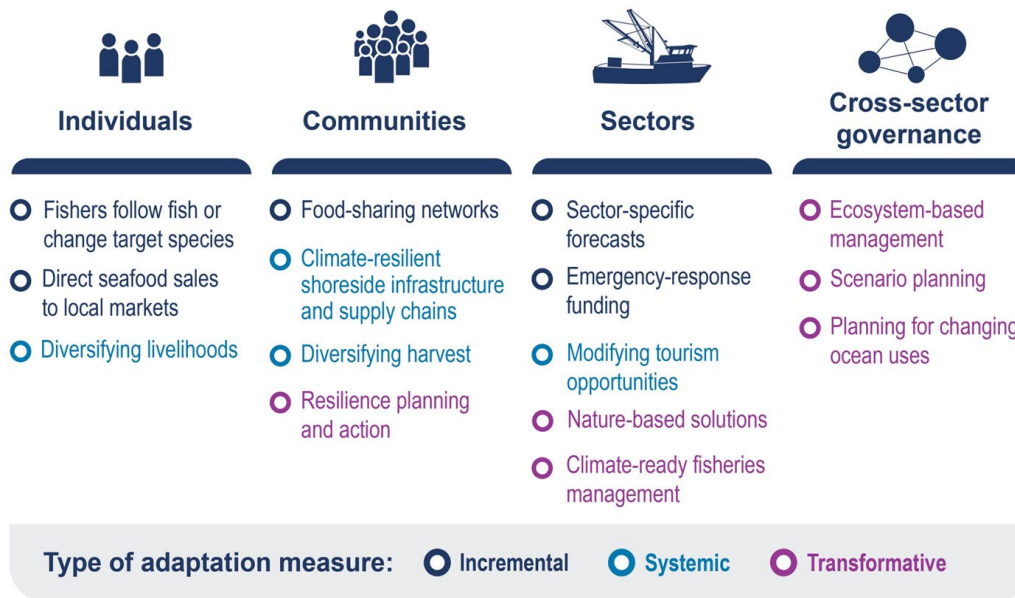 Individuals
Fishers follow fish or
change target species
Direct seafood sales
to local markets
Diversifying livelihoods
Communities
Food-sharing networks
Climate-resilient
shoreside infrastructure
and supply chains
Diversifying harvest
Resilience planning
and action
Sectors
Sector-specific
forecasts
Emergency-response
funding
Modifying tourism
opportunities
Nature-based solutions
Climate-ready fisheries
management
Cross-sector
governance
Ecosystem-based
management
Scenario planning
Planning for changing
ocean uses
Type of adaptation measure: Incremental Systemic Transformative